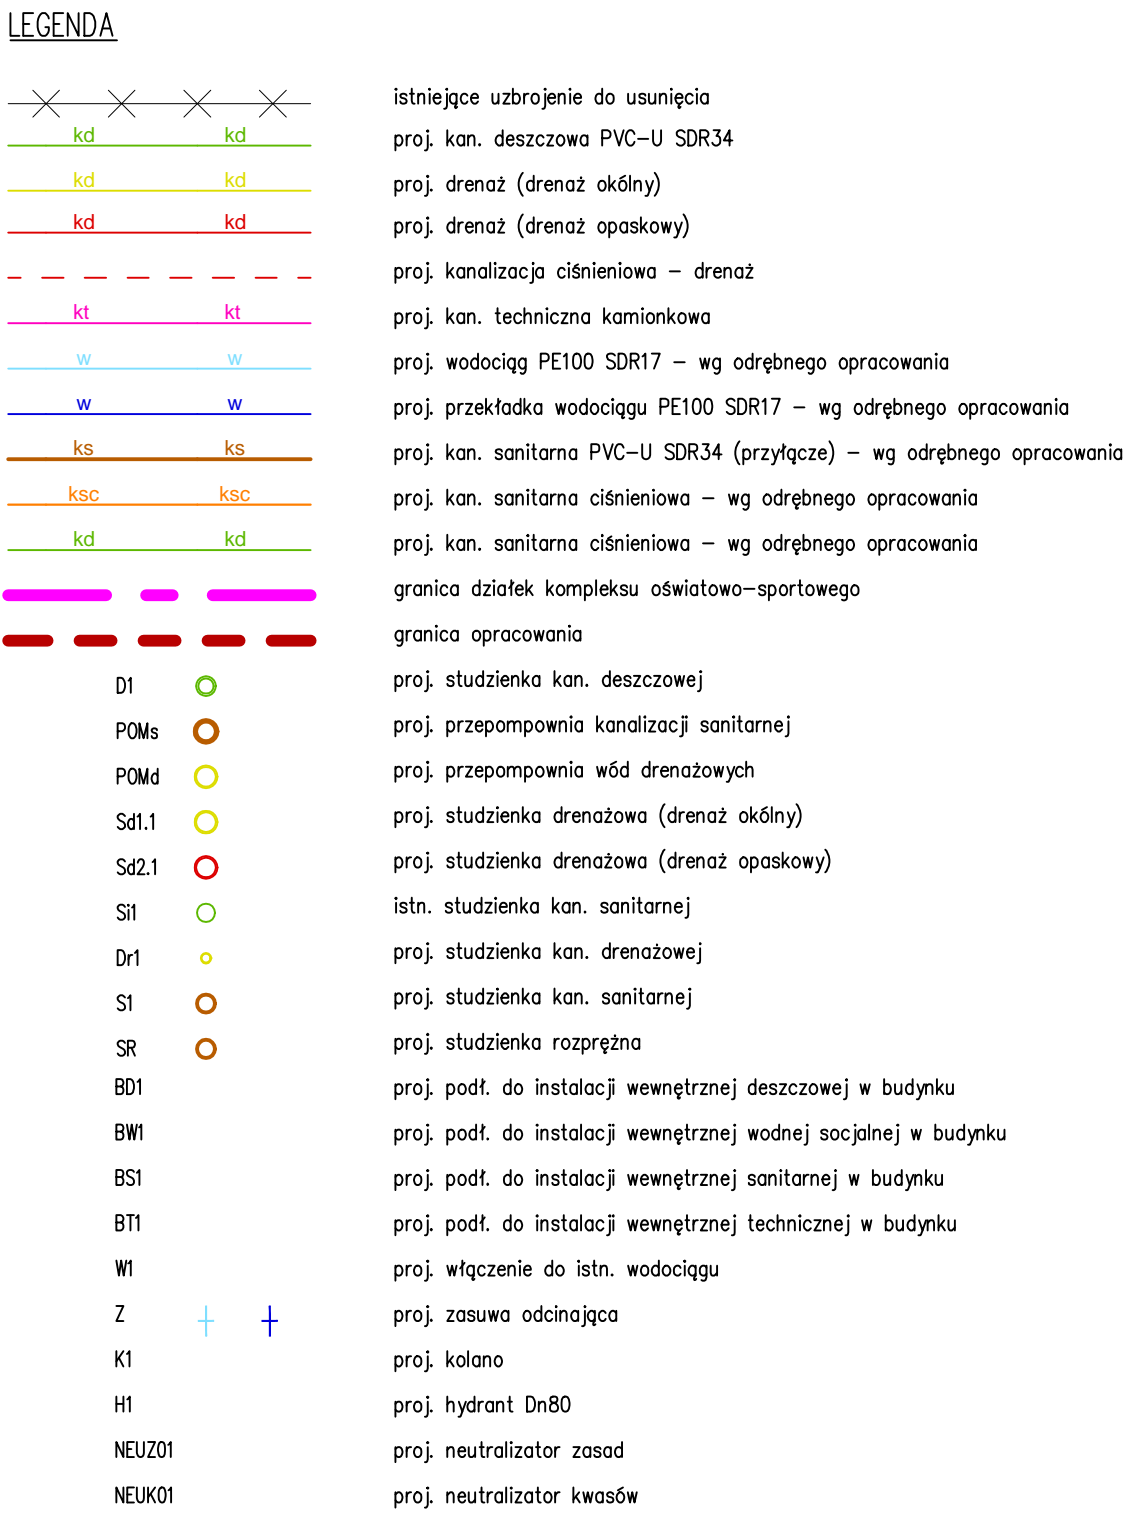 LEGENDA
istniejące uzbrojenie do usunięcia
kd kd proj. kan. deszczowa PVC-U SDR34
kd kd proj. drenaż (drenaż okólny)
kd kd proj. drenaż (drenaż opaskowy)
proj. kanalizacja ciśnieniowa - drenaż
kt kt proj. kan. techniczna kamionkowa
w w proj. wodociąg PE100 SDR17 - wg odrębnego opracowania
w w proj. przekładka wodociągu PE100 SDR17 - wg odrębnego opracowania
ks ks proj. kan. sanitarna PVC-U SDR34 (przyłącze) - wg odrębnego opracowania
ksc ksc proj. kan. sanitarna ciśnieniowa - wg odrębnego opracowania
kd kd proj. kan. sanitarna ciśnieniowa - wg odrębnego opracowania
granica działek kompleksu oświatowo-sportowego
granica opracowania
D1 proj. studzienka kan. deszczowej
POMs proj. przepompownia kanalizacji sanitarnej
POMd proj. przepompownia wód drenażowych
Sd1.1 proj. studzienka drenażowa (drenaż okólny)
Sd2.1 proj. studzienka drenażowa (drenaż opaskowy)
Si1 istn. studzienka kan. sanitarnej
Dr1 proj. studzienka kan. drenażowej
S1 proj. studzienka kan. sanitarnej
SR proj. studzienka rozprężna
BD1 proj. podł. do instalacji wewnętrznej deszczowej w budynku
BW1 proj. podł. do instalacji wewnętrznej wodnej socjalnej w budynku
BS1 proj. podł. do instalacji wewnętrznej sanitarnej w budynku
BT1 proj. podł. do instalacji wewnętrznej technicznej w budynku
W1 proj. włączenie do istn. wodociągu
Z proj. zasuwa odcinająca
K1 proj. kolano
H1 proj. hydrant Dn80
NEUZ01 proj. neutralizator zasad
NEUK01 proj. neutralizator kwasów